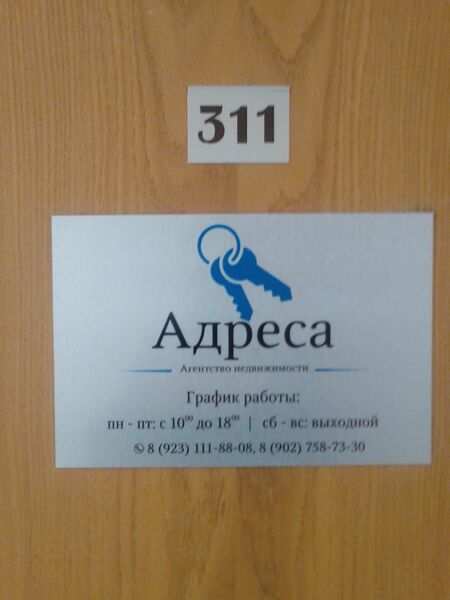 311
Адреса
Агентство недвижимости
График работы:
пн - пт: с 10⁰⁰ до 18⁰⁰ | сб - вс: выходной
8 (923) 111-88-08, 8 (902) 758-73-30